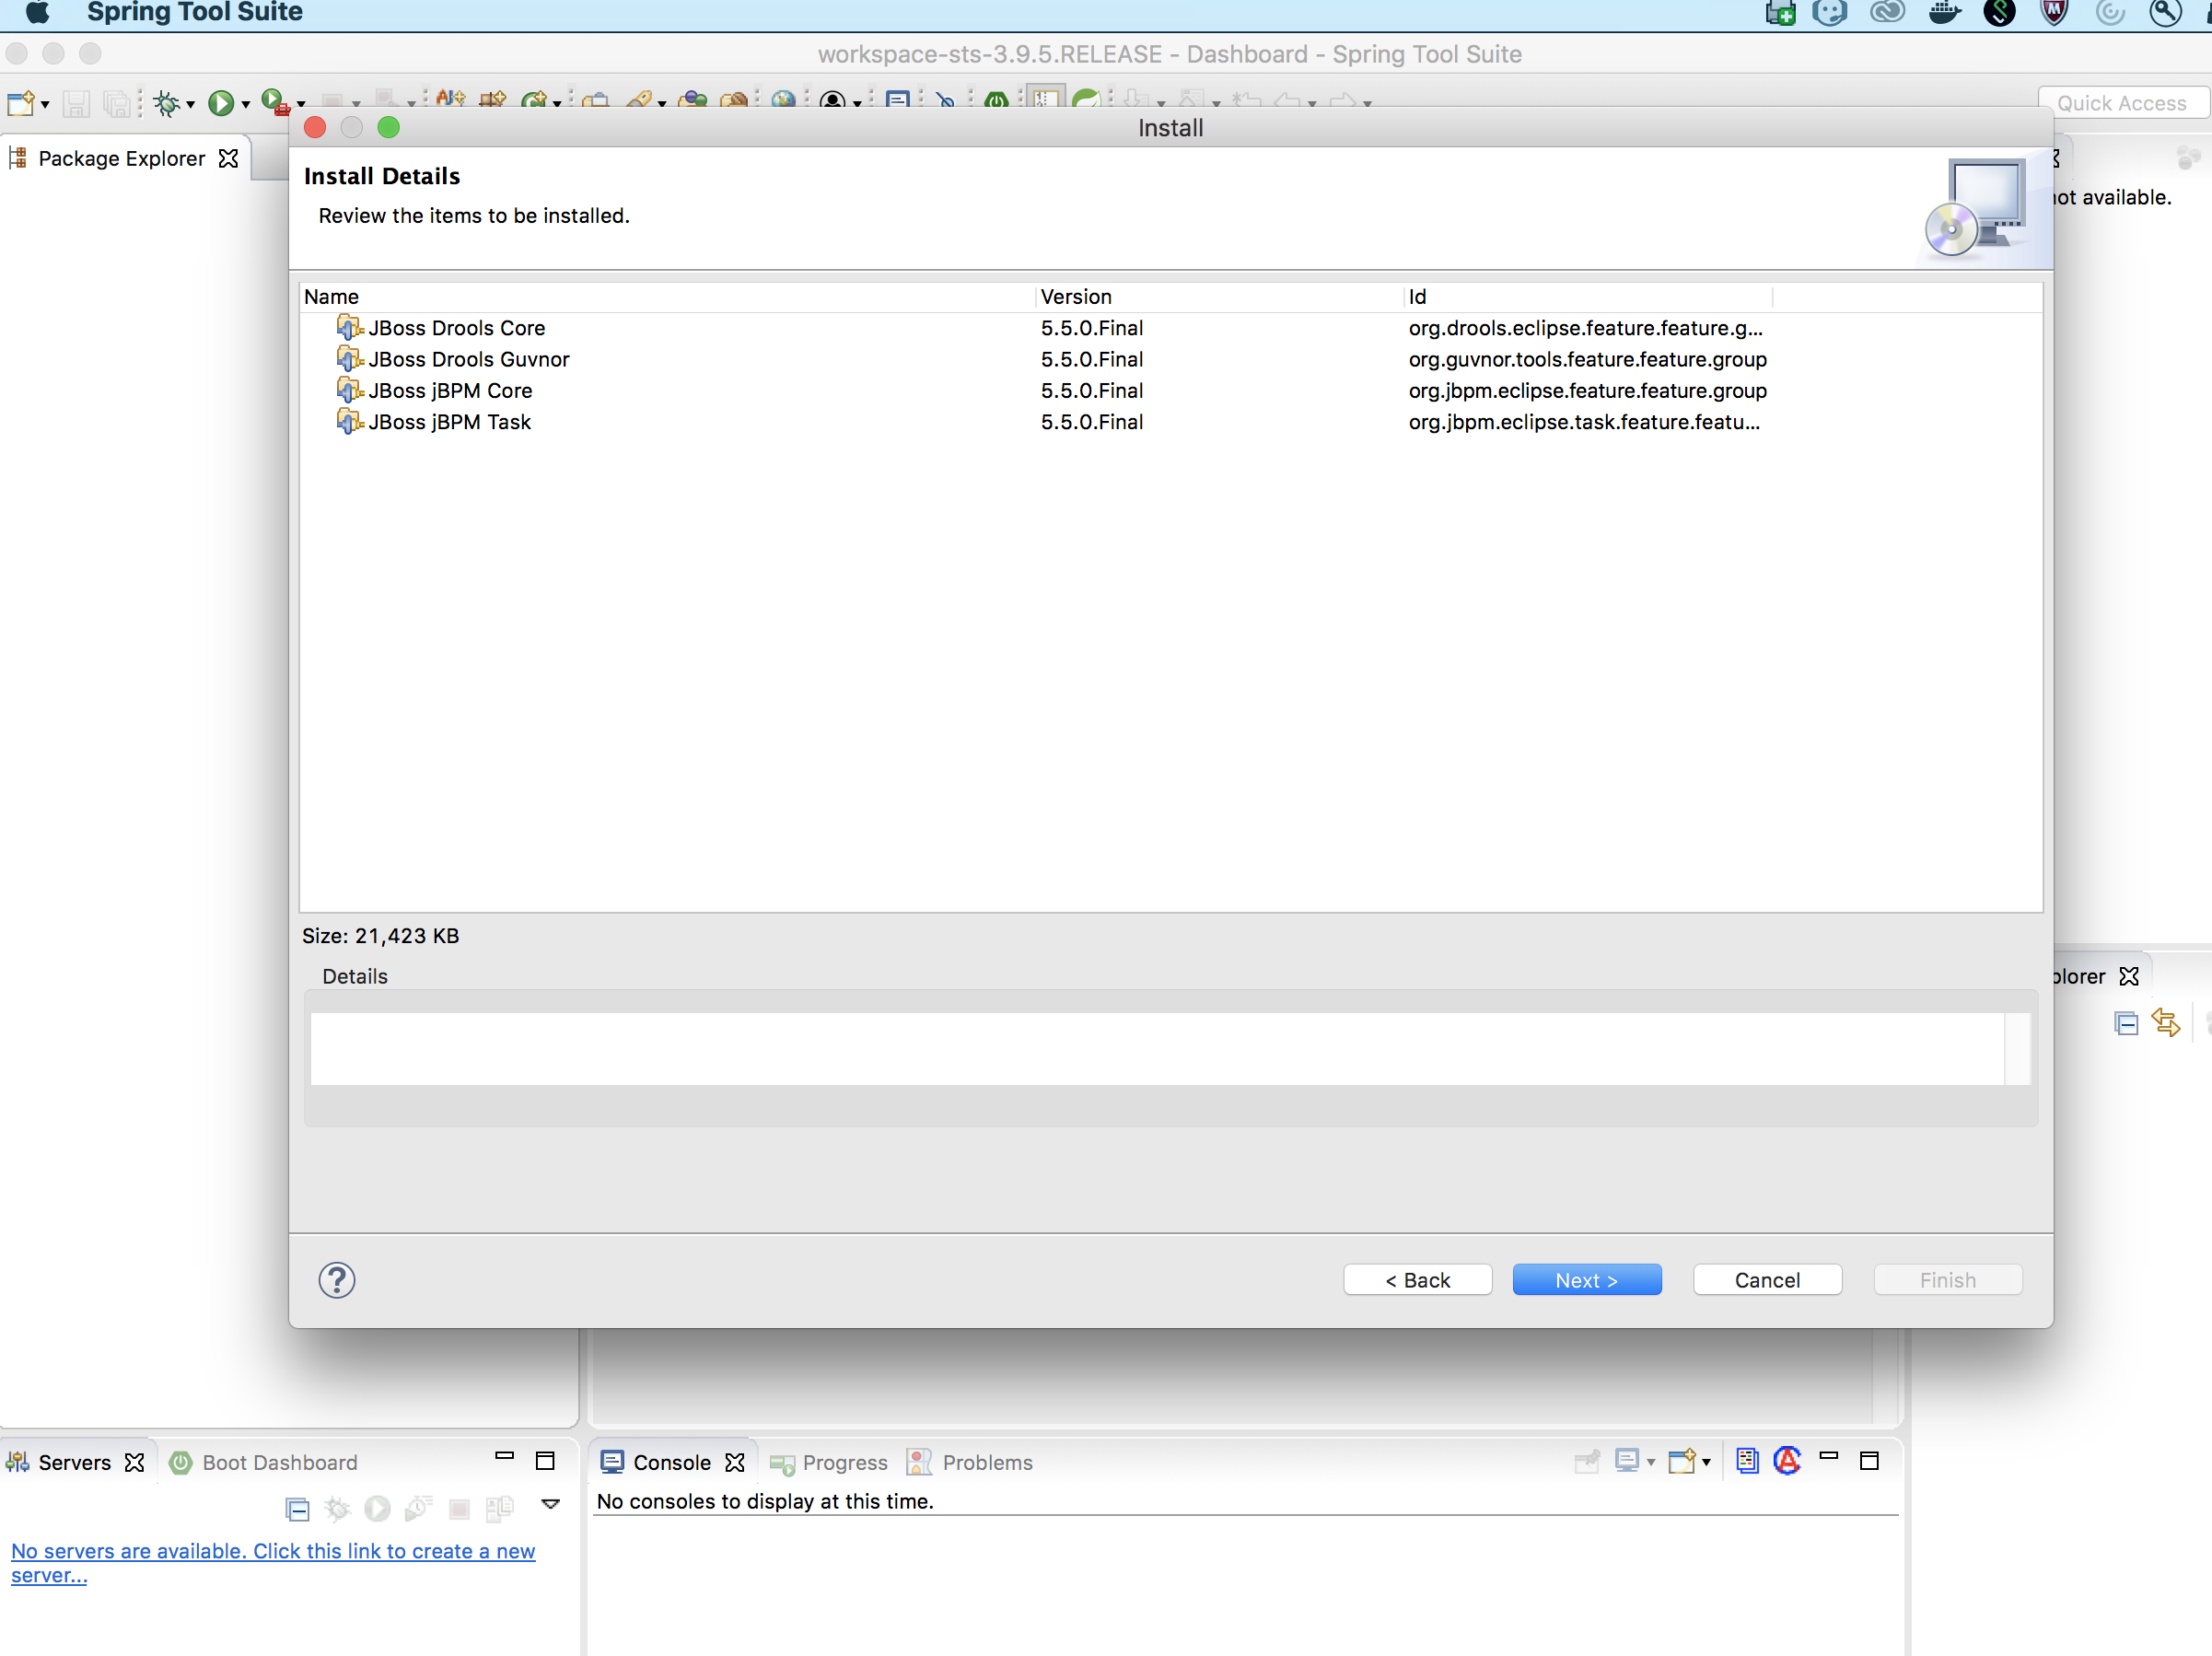 Spring Tool Suite
workspace-sts-3.9.5.RELEASE - Dashboard - Spring Tool Suite
Quick Access
Package Explorer
Install
Install Details
Review the items to be installed.
not available.
Name Version Id
JBoss Drools Core 5.5.0.Final org.drools.eclipse.feature.feature.g...
JBoss Drools Guvnor 5.5.0.Final org.guvnor.tools.feature.feature.group
JBoss jBPM Core 5.5.0.Final org.jbpm.eclipse.feature.feature.group
JBoss jBPM Task 5.5.0.Final org.jbpm.eclipse.task.feature.featu...
Size: 21,423 KB
Details
plorer
?
< Back Next > Cancel Finish
Servers Boot Dashboard
Console Progress Problems
No consoles to display at this time.
No servers are available. Click this link to create a new
server...